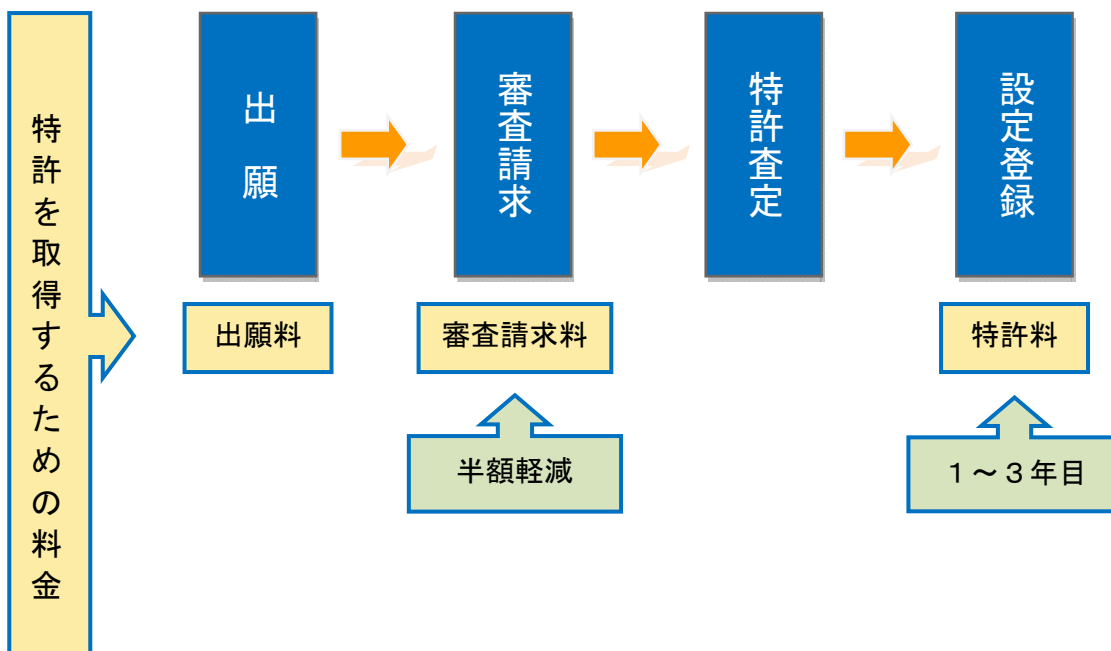 特許を取得するための料金
出願
審査請求
特許査定
設定登録
出願料
審査請求料
特許料
半額軽減
１～３年目